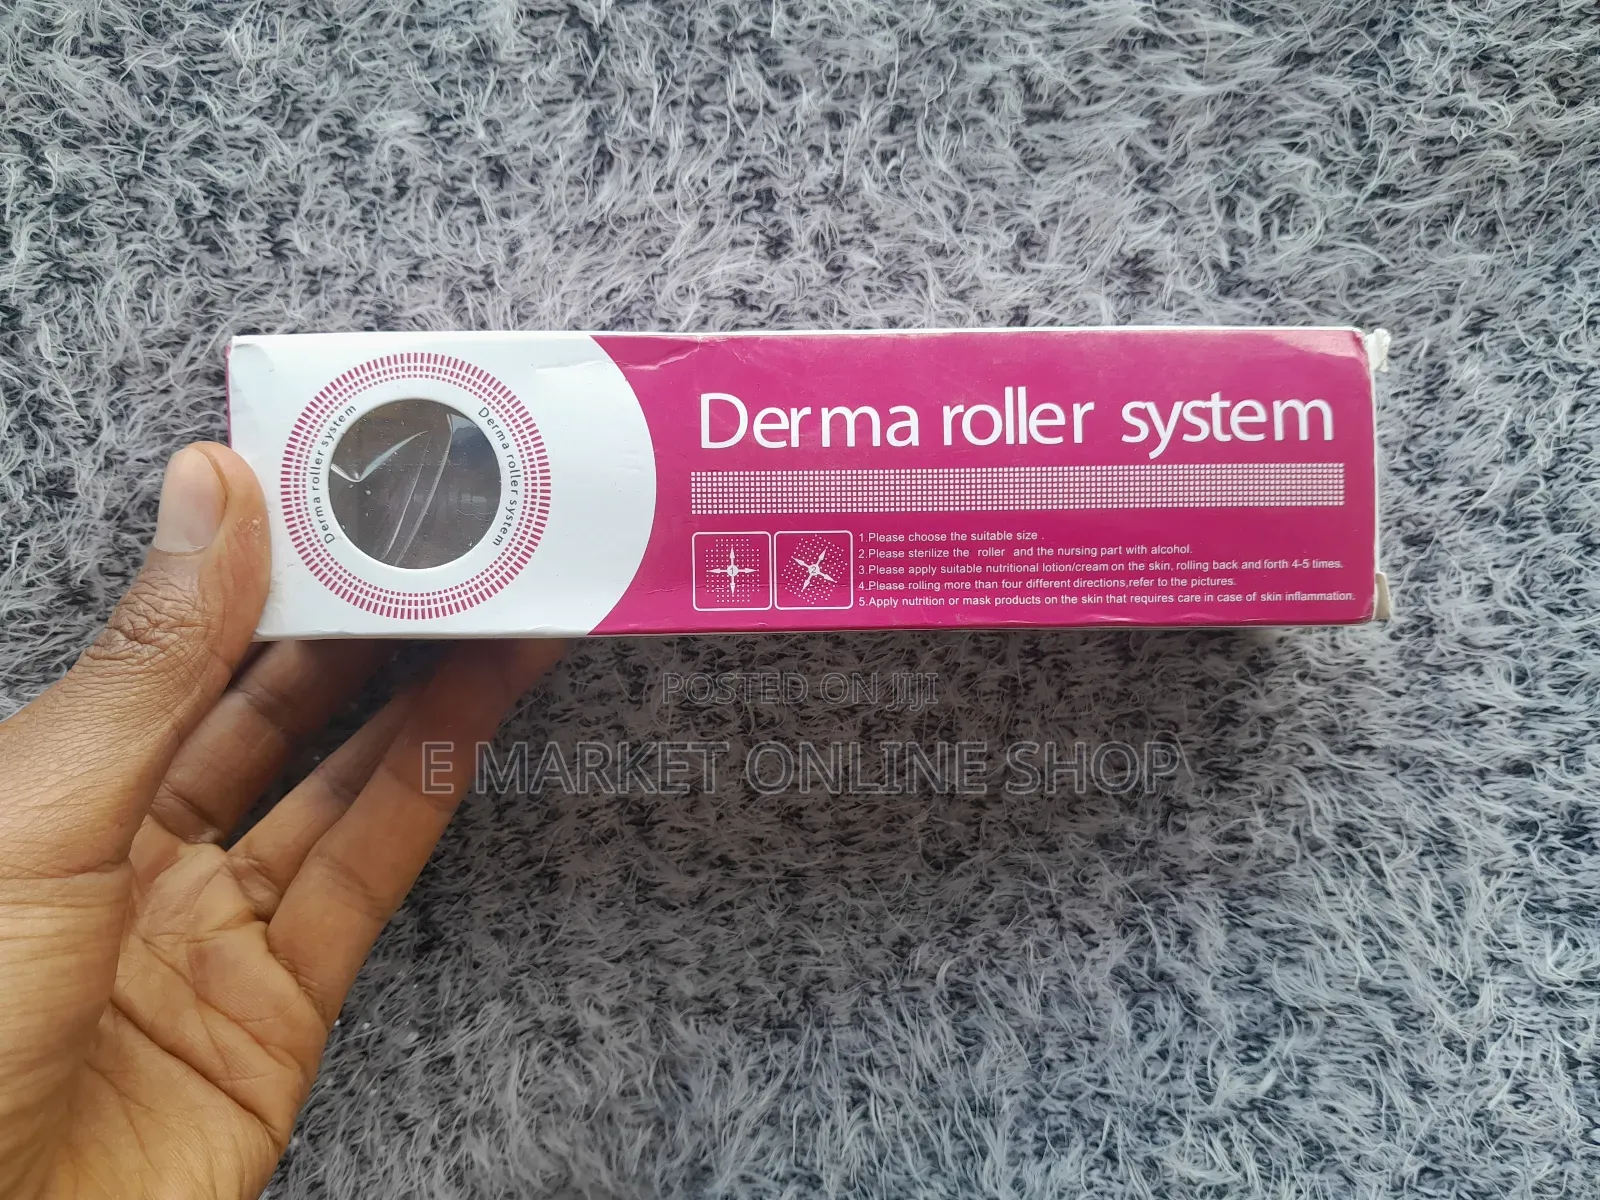 Derma roller system
Derma roller system
Derma roller system
1
2
1.Please choose the suitable size .
2.Please sterilize the roller and the nursing part with alcohol.
3.Please apply suitable nutritional lotion/cream on the skin, rolling back and forth 4-5 times.
4.Please rolling more than four different directions,refer to the pictures.
5.Apply nutrition or mask products on the skin that requires care in case of skin inflammation.
POSTED ON JIJI
E MARKET ONLINE SHOP